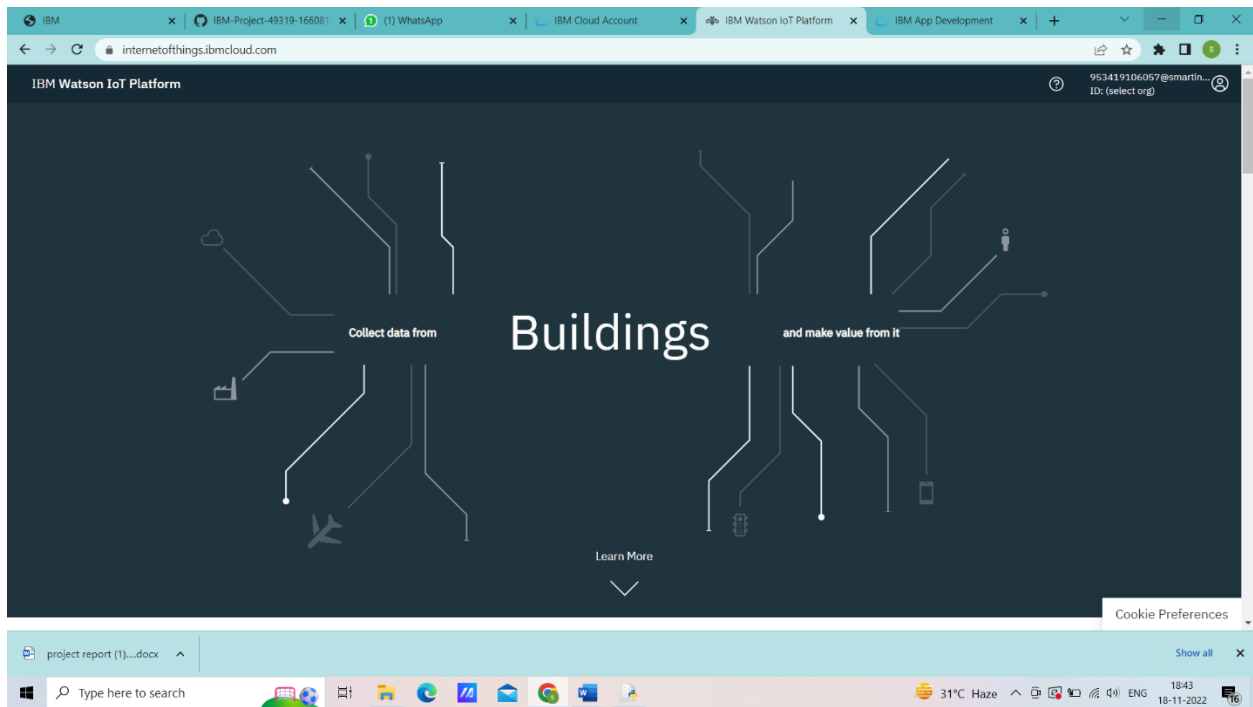 IBM
IBM-Project-49319-166081
(1) WhatsApp
IBM Cloud Account
IBM Watson IoT Platform
IBM App Development
internetofthings.ibmcloud.com
S
IBM Watson IoT Platform
953419106057@smartin...
ID: (select org)
Collect data from
Buildings
and make value from it
Learn More
Cookie Preferences
project report (1)....docx
Show all
Type here to search
31°C Haze
ENG
18:43
18-11-2022
16